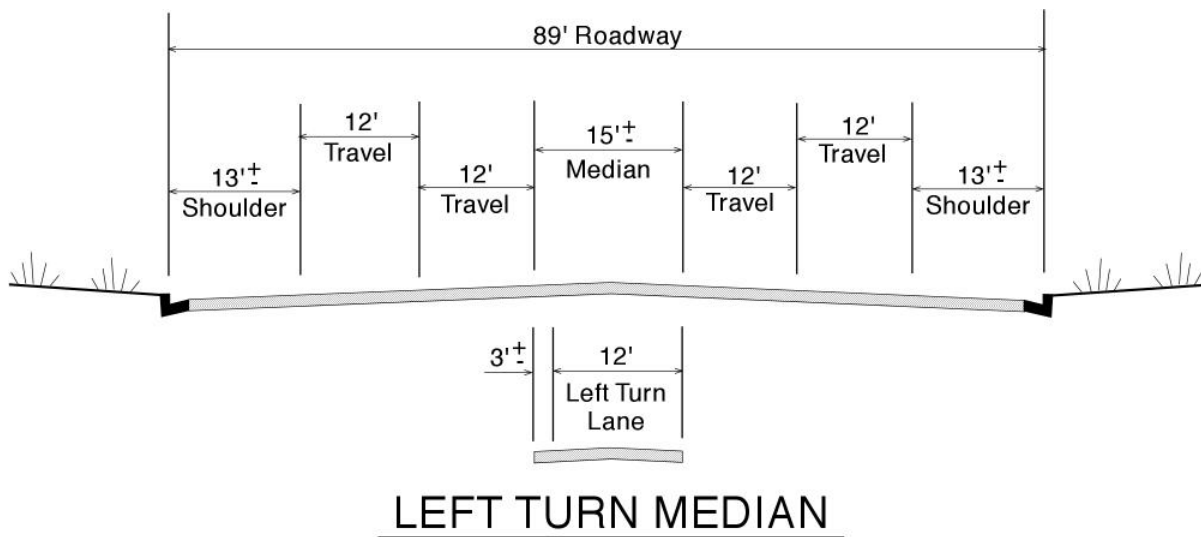 89' Roadway
12'
Travel
15'±
Median
12'
Travel
13'±
Shoulder
12'
Travel
12'
Travel
13'±
Shoulder
3'±
12'
Left Turn
Lane
LEFT TURN MEDIAN